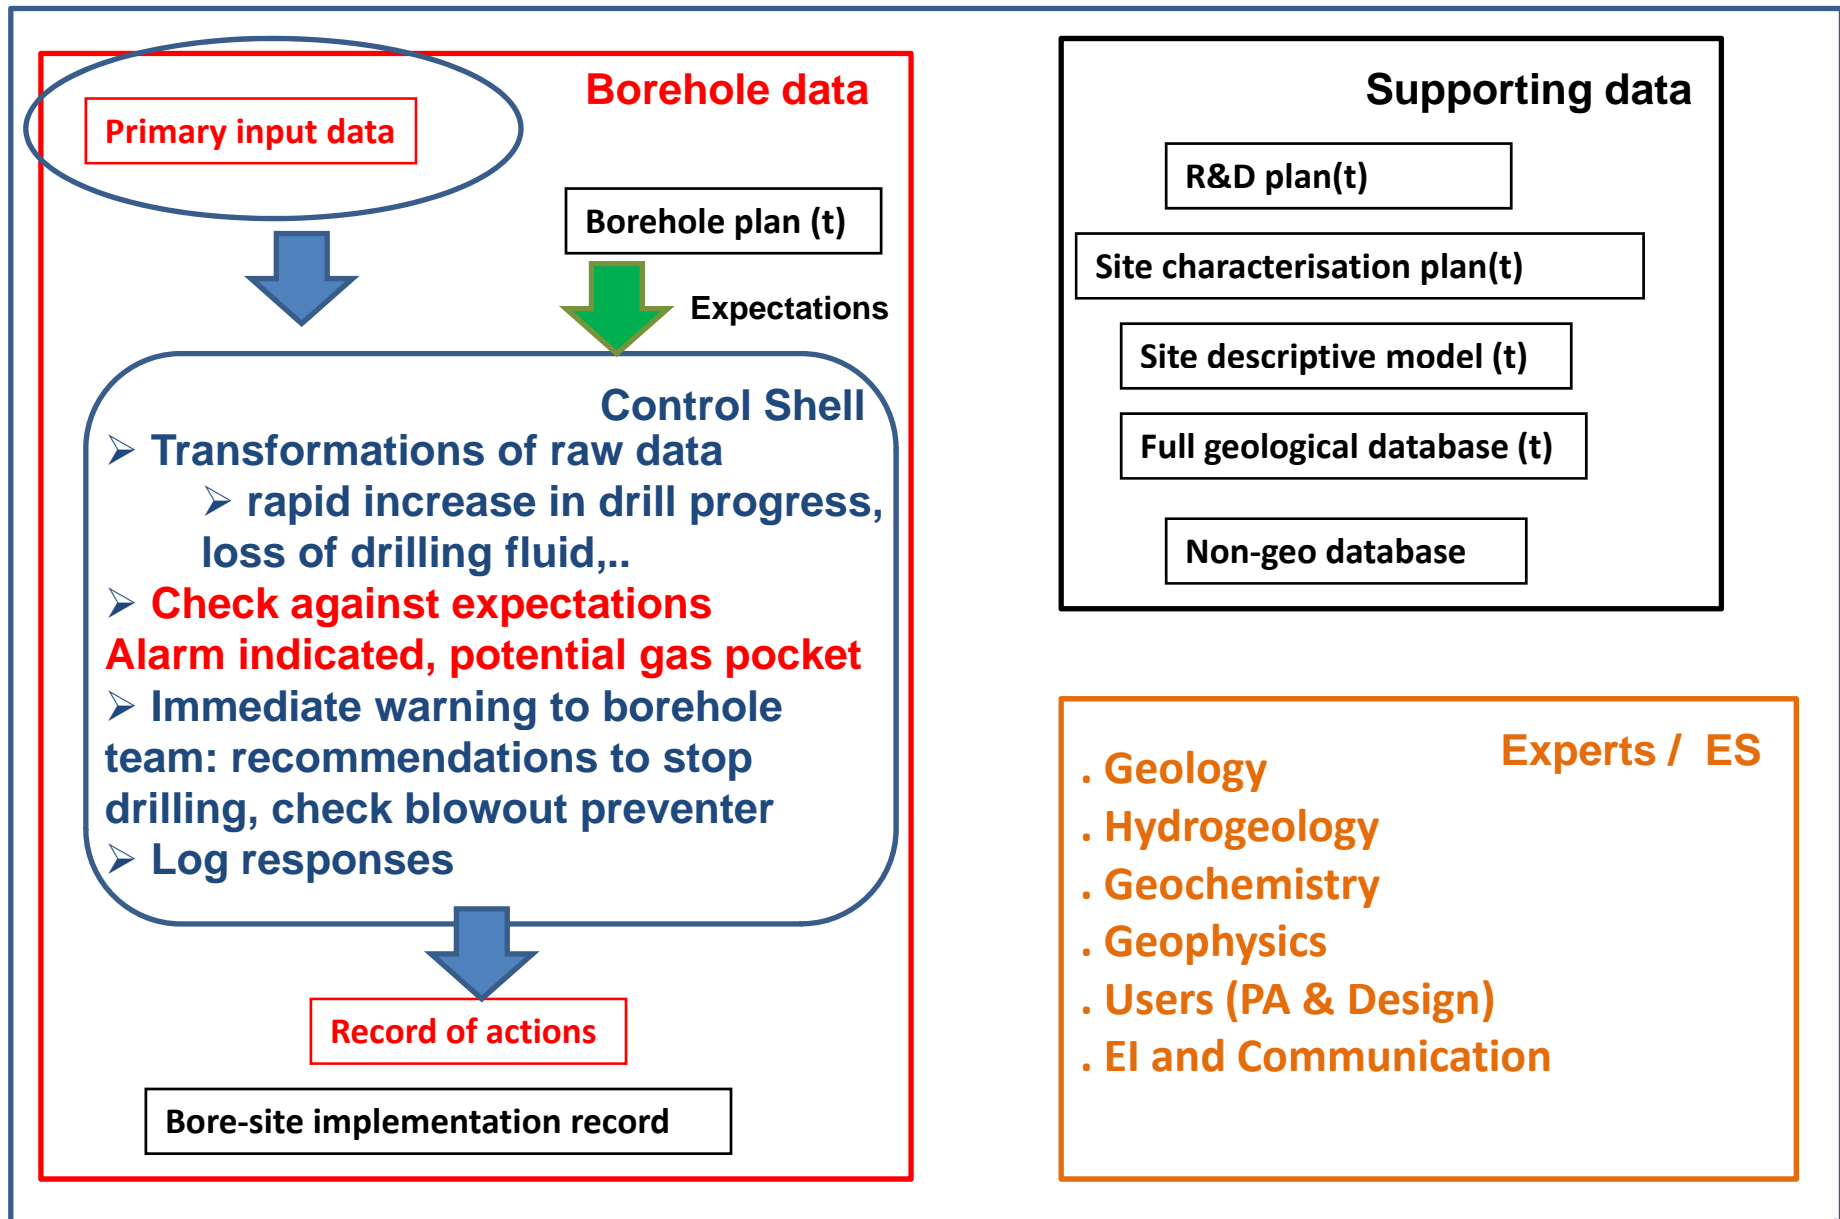 Borehole data
Primary input data
Borehole plan (t)
Expectations
Control Shell
➢ Transformations of raw data
➢ rapid increase in drill progress,
loss of drilling fluid,..
➢ Check against expectations
Alarm indicated, potential gas pocket
➢ Immediate warning to borehole
team: recommendations to stop
drilling, check blowout preventer
➢ Log responses
Record of actions
Bore-site implementation record
Supporting data
R&D plan(t)
Site characterisation plan(t)
Site descriptive model (t)
Full geological database (t)
Non-geo database
Experts / ES
. Geology
. Hydrogeology
. Geochemistry
. Geophysics
. Users (PA & Design)
. EI and Communication